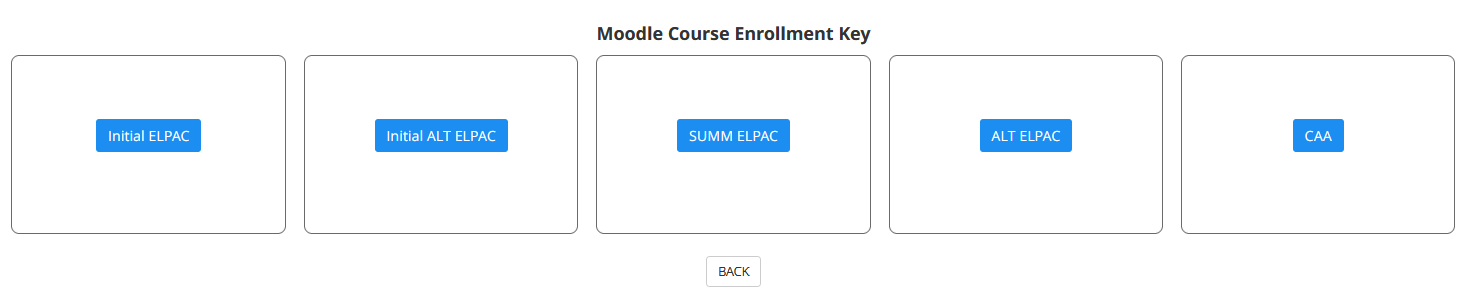 Moodle Course Enrollment Key
Initial ELPAC
Initial ALT ELPAC
SUMM ELPAC
ALT ELPAC
CAA
BACK